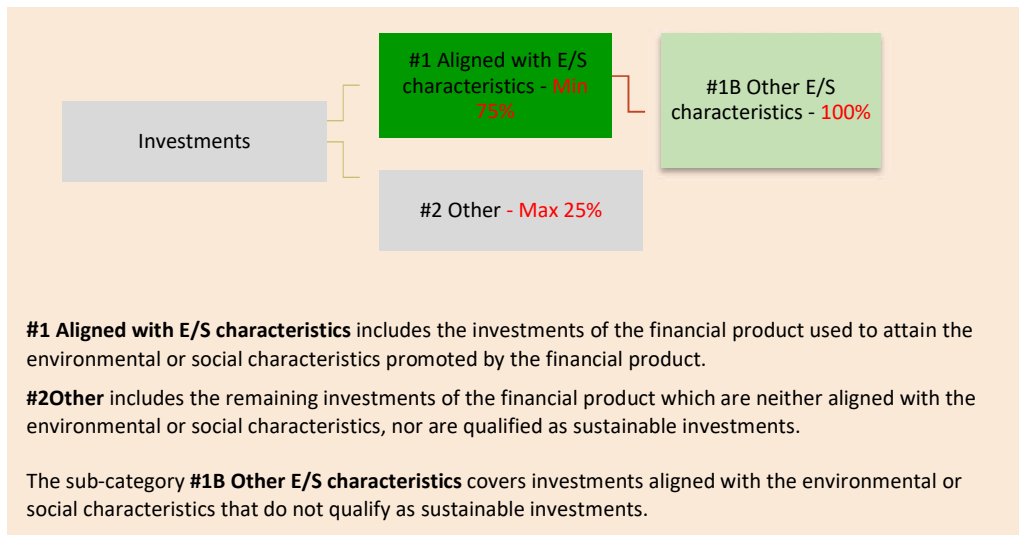 #1 Aligned with E/S
characteristics - Min
75%
#1B Other E/S
characteristics - 100%
Investments
#2 Other - Max 25%
#1 Aligned with E/S characteristics includes the investments of the financial product used to attain the
environmental or social characteristics promoted by the financial product.
#2Other includes the remaining investments of the financial product which are neither aligned with the
environmental or social characteristics, nor are qualified as sustainable investments.
The sub-category #1B Other E/S characteristics covers investments aligned with the environmental or
social characteristics that do not qualify as sustainable investments.